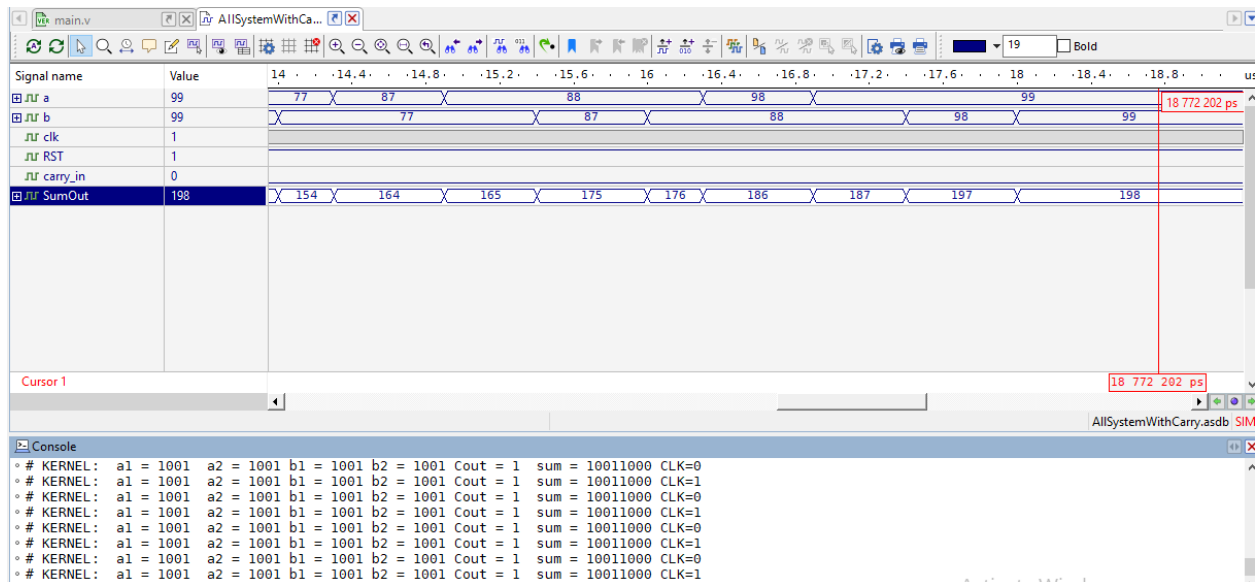 main.v AllSystemWithCa...
19 Bold
Signal name Value 14 14.4 14.8 15.2 15.6 16 16.4 16.8 17.2 17.6 18 18.4 18.8 us
a 99 77 87 88 98 99 18 772 202 ps
b 99 77 87 88 98 99
clk 1
RST 1
carry_in 0
SumOut 198 154 164 165 175 176 186 187 197 198
Cursor 1 18 772 202 ps
AllSystemWithCarry.asdb SIM
Console
# KERNEL: a1 = 1001 a2 = 1001 b1 = 1001 b2 = 1001 Cout = 1 sum = 10011000 CLK=0
# KERNEL: a1 = 1001 a2 = 1001 b1 = 1001 b2 = 1001 Cout = 1 sum = 10011000 CLK=1
# KERNEL: a1 = 1001 a2 = 1001 b1 = 1001 b2 = 1001 Cout = 1 sum = 10011000 CLK=0
# KERNEL: a1 = 1001 a2 = 1001 b1 = 1001 b2 = 1001 Cout = 1 sum = 10011000 CLK=1
# KERNEL: a1 = 1001 a2 = 1001 b1 = 1001 b2 = 1001 Cout = 1 sum = 10011000 CLK=0
# KERNEL: a1 = 1001 a2 = 1001 b1 = 1001 b2 = 1001 Cout = 1 sum = 10011000 CLK=1
# KERNEL: a1 = 1001 a2 = 1001 b1 = 1001 b2 = 1001 Cout = 1 sum = 10011000 CLK=0
# KERNEL: a1 = 1001 a2 = 1001 b1 = 1001 b2 = 1001 Cout = 1 sum = 10011000 CLK=1